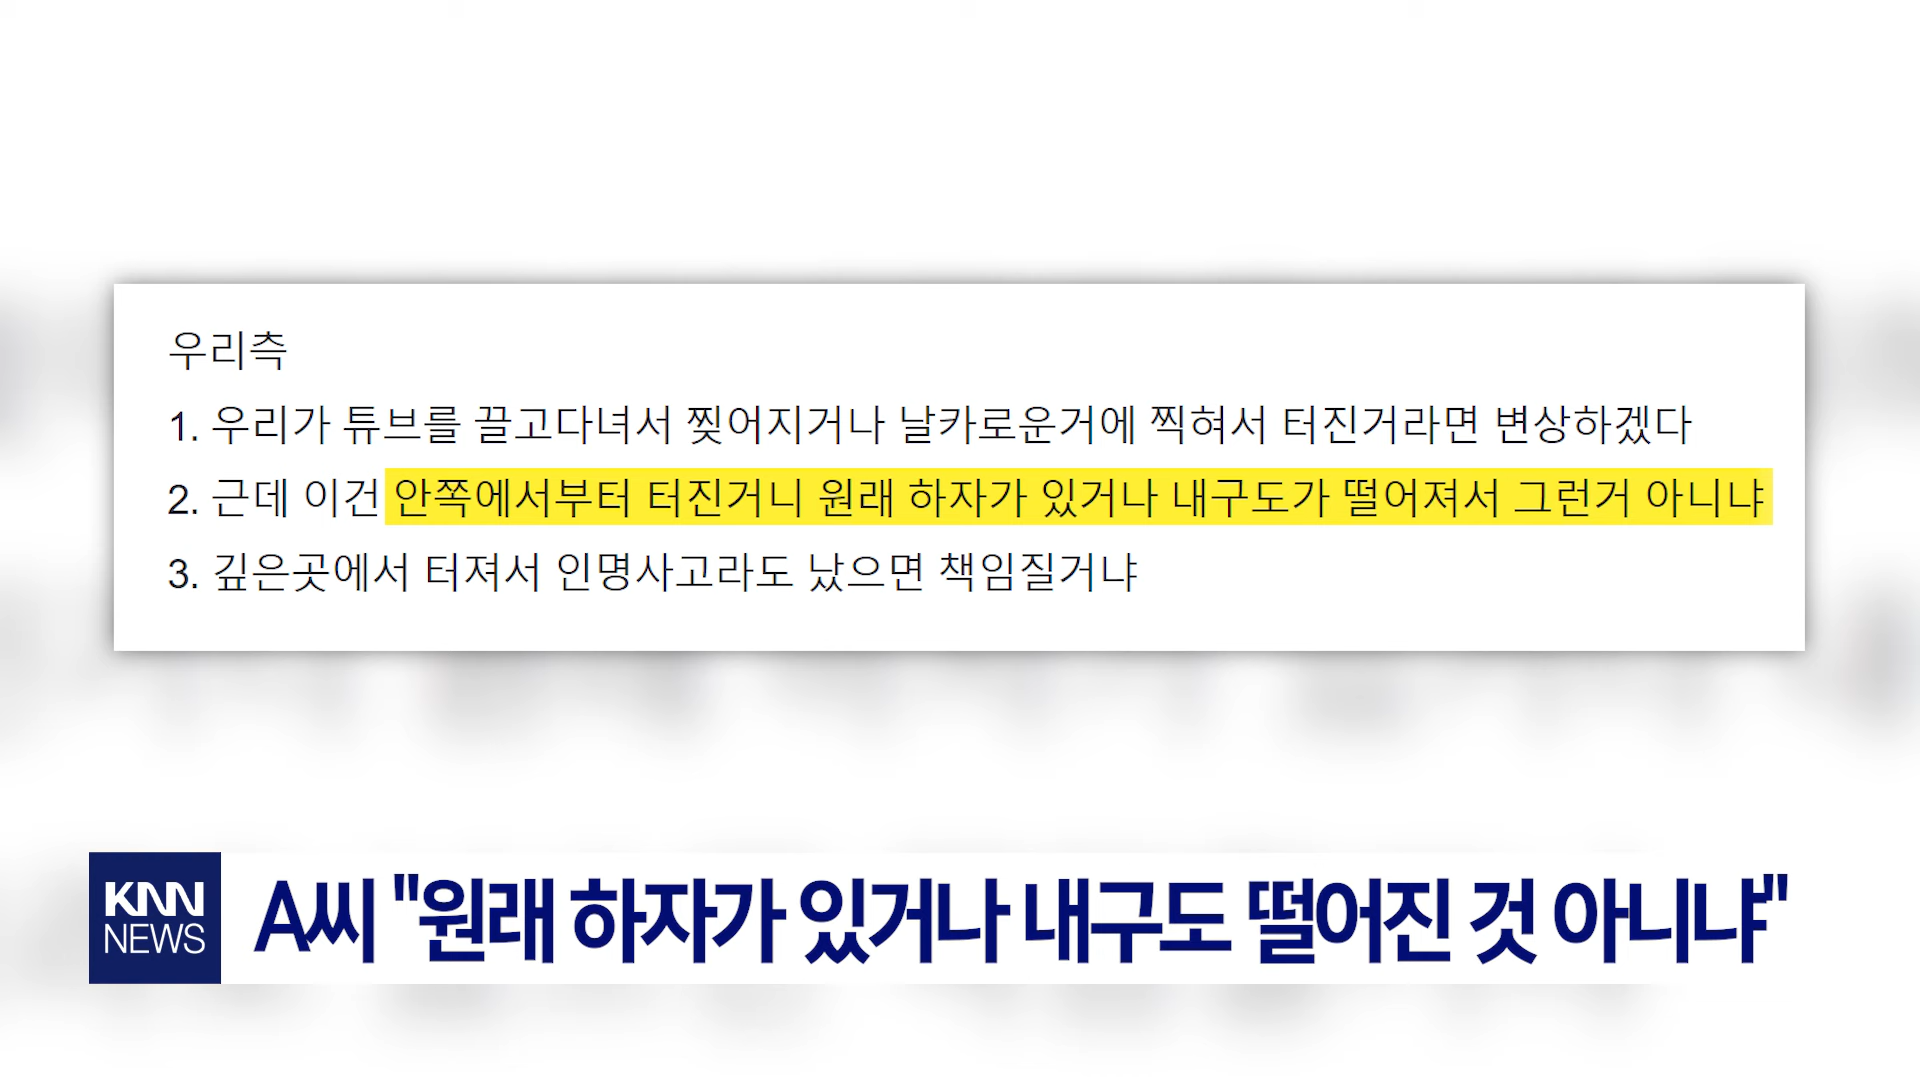 우리측
1. 우리가 튜브를 끌고다녀서 찢어지거나 날카로운거에 찍혀서 터진거라면 변상하겠다
2. 근데 이건 안쪽에서부터 터진거니 원래 하자가 있거나 내구도가 떨어져서 그런거 아니냐
3. 깊은곳에서 터져서 인명사고라도 났으면 책임질거냐
KNN
NEWS
A씨 "원래 하자가 있거나 내구도 떨어진 것 아니냐"